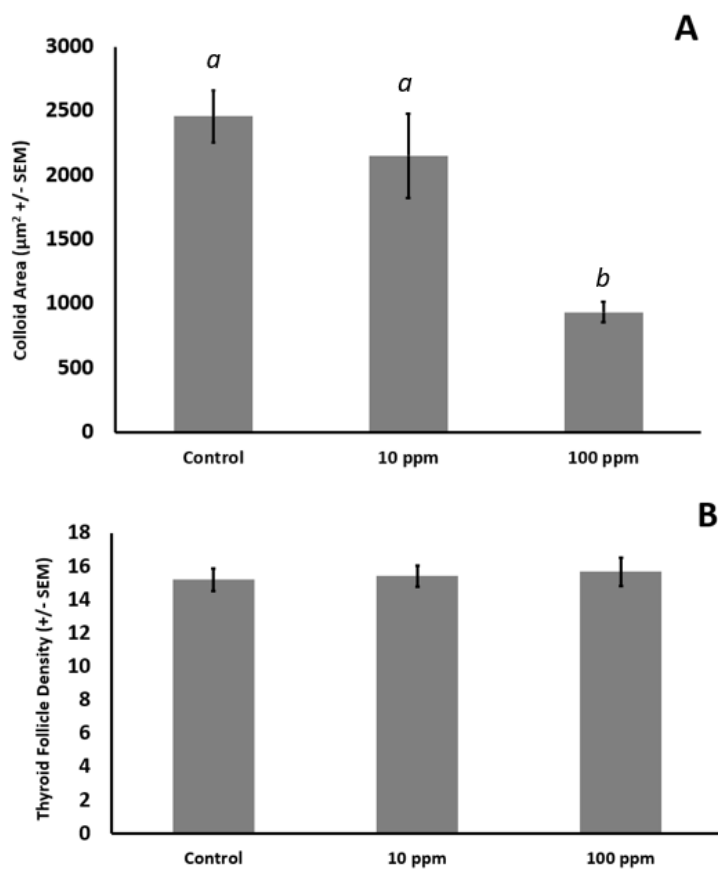 A
3000
2500
2000
1500
1000
500
0
Colloid Area (µm² +/- SEM)
a
a
b
Control 10 ppm 100 ppm
B
18
16
14
12
10
8
6
4
2
0
Thyroid Follicle Density (+/- SEM)
Control 10 ppm 100 ppm